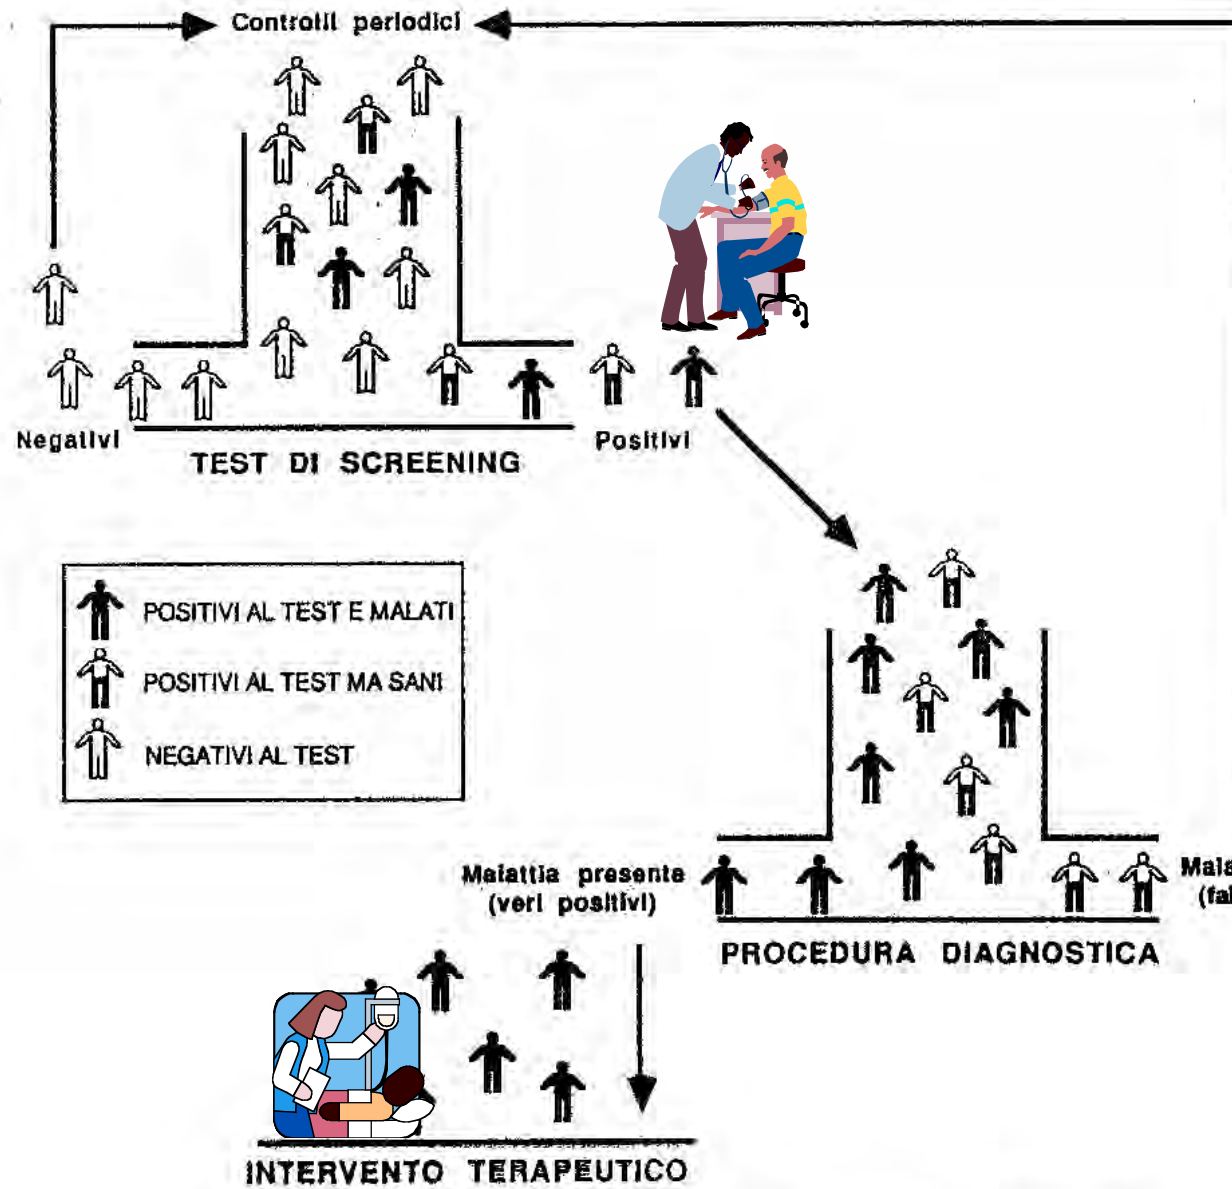 Controlli periodici
Negativi
Positivi
TEST DI SCREENING
POSITIVI AL TEST E MALATI
POSITIVI AL TEST MA SANI
NEGATIVI AL TEST
Malattia presente
(veri positivi)
PROCEDURA DIAGNOSTICA
INTERVENTO TERAPEUTICO